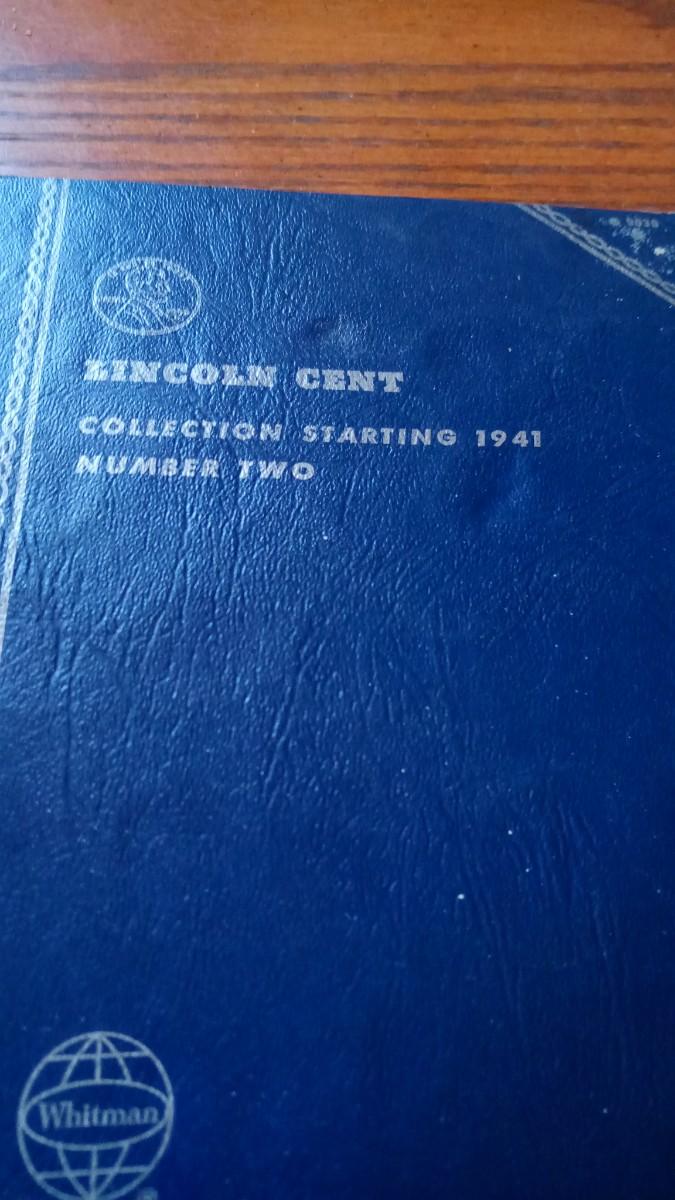 LINCOLN CENT
COLLECTION STARTING 1941
NUMBER TWO
Whitman